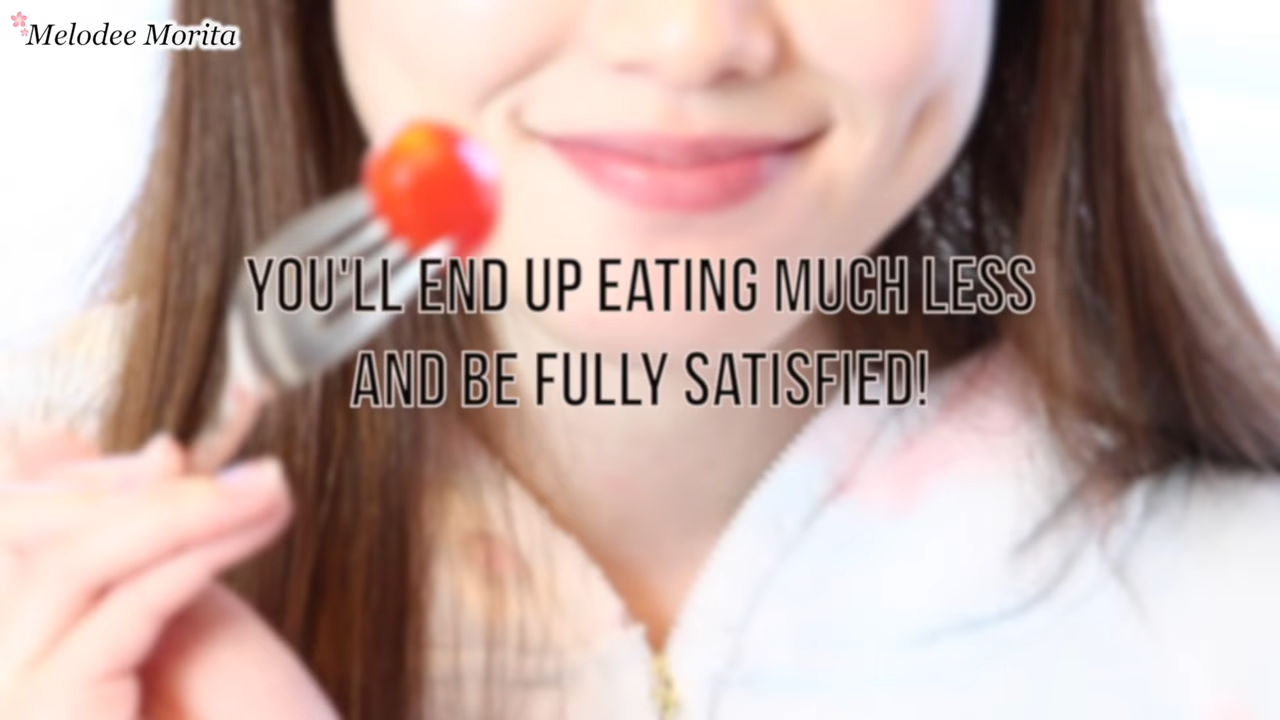 Melodee Morita
YOU'LL END UP EATING MUCH LESS
AND BE FULLY SATISFIED!